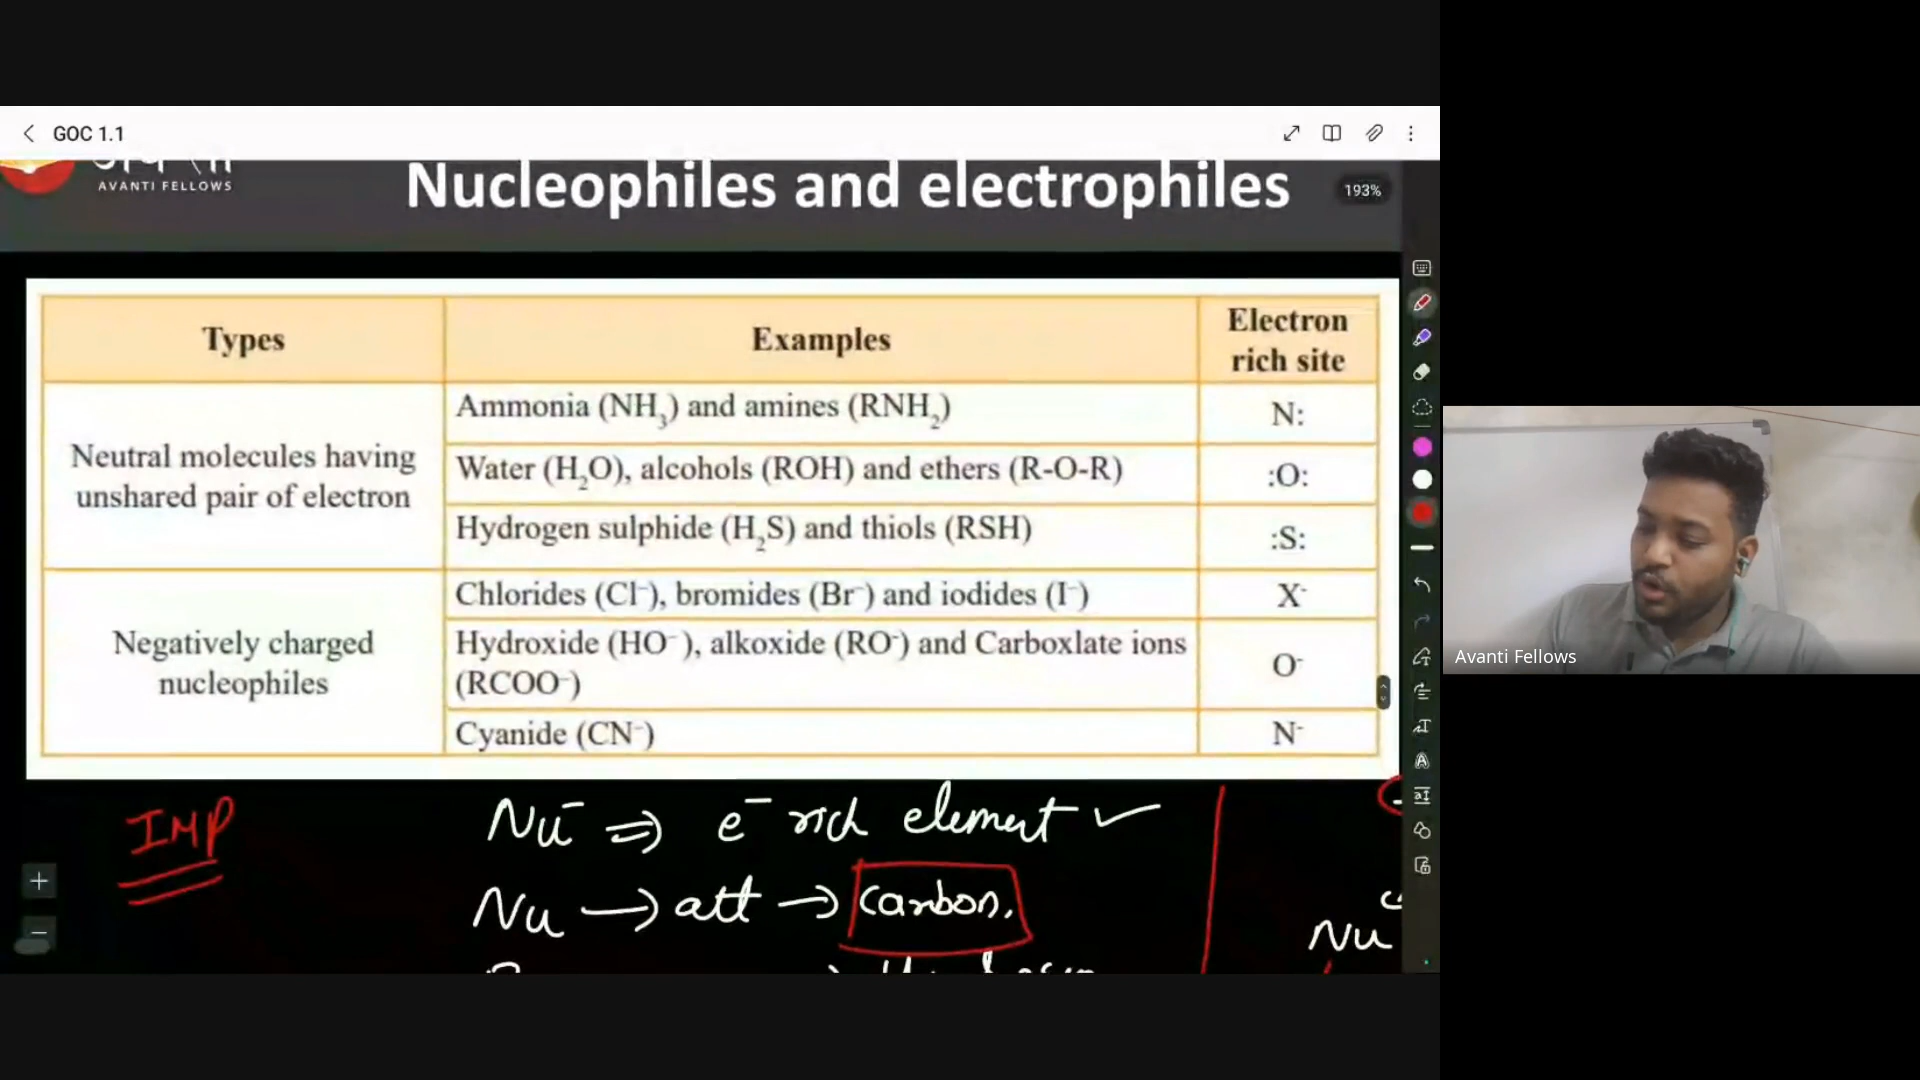 GOC 1.1
AVANTI FELLOWS
Nucleophiles and electrophiles
193%
Types
Examples
Electron
rich site
Neutral molecules having
unshared pair of electron
Ammonia (NH₃) and amines (RNH₂)
N:
Water (H₂O), alcohols (ROH) and ethers (R-O-R)
:O:
Hydrogen sulphide (H₂S) and thiols (RSH)
:S:
Negatively charged
nucleophiles
Chlorides (Cl⁻), bromides (Br⁻) and iodides (I⁻)
X⁻
Hydroxide (HO⁻ ), alkoxide (RO⁻) and Carboxlate ions
(RCOO⁻)
O⁻
Cyanide (CN⁻)
N⁻
IMP
Nu⁻ ⇒ e⁻ rich element ✓
Nu → att → carbon.
Nu
Avanti Fellows